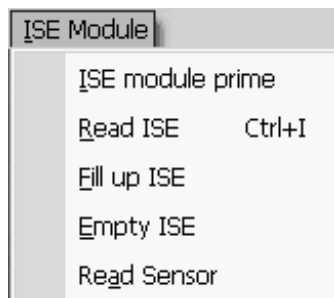 ISE Module
ISE module prime
Read ISE Ctrl+I
Fill up ISE
Empty ISE
Read Sensor